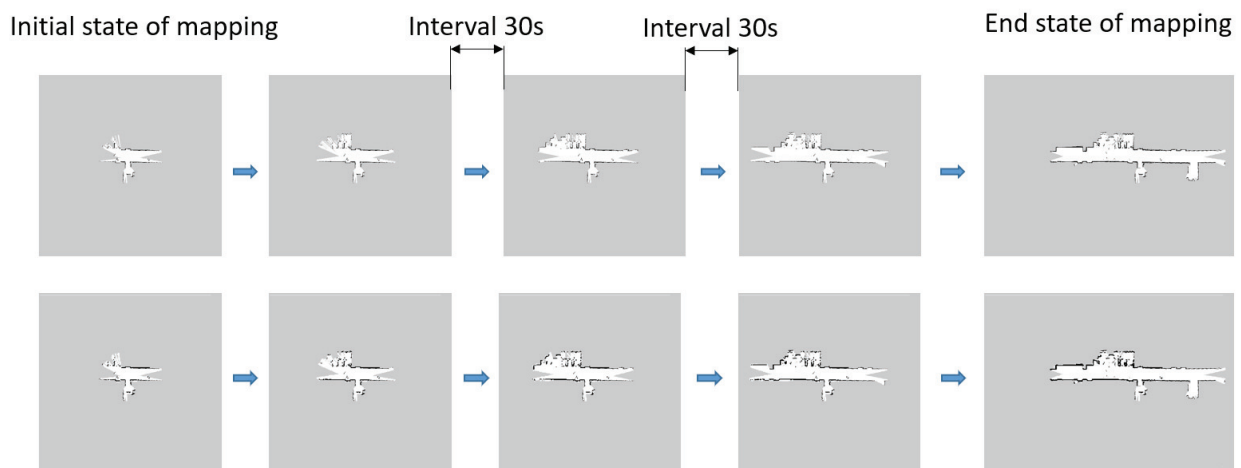 Initial state of mapping
Interval 30s
Interval 30s
End state of mapping